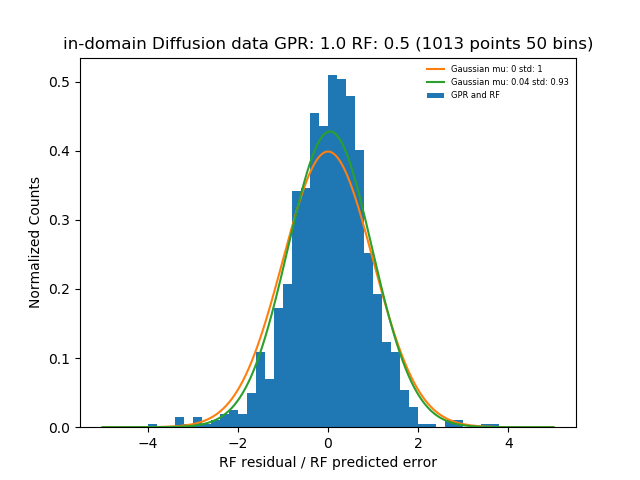 in-domain Diffusion data GPR: 1.0 RF: 0.5 (1013 points 50 bins)
Gaussian mu: 0 std: 1
Gaussian mu: 0.04 std: 0.93
GPR and RF
Normalized Counts
0.5
0.4
0.3
0.2
0.1
0.0
−4 −2 0 2 4
RF residual / RF predicted error